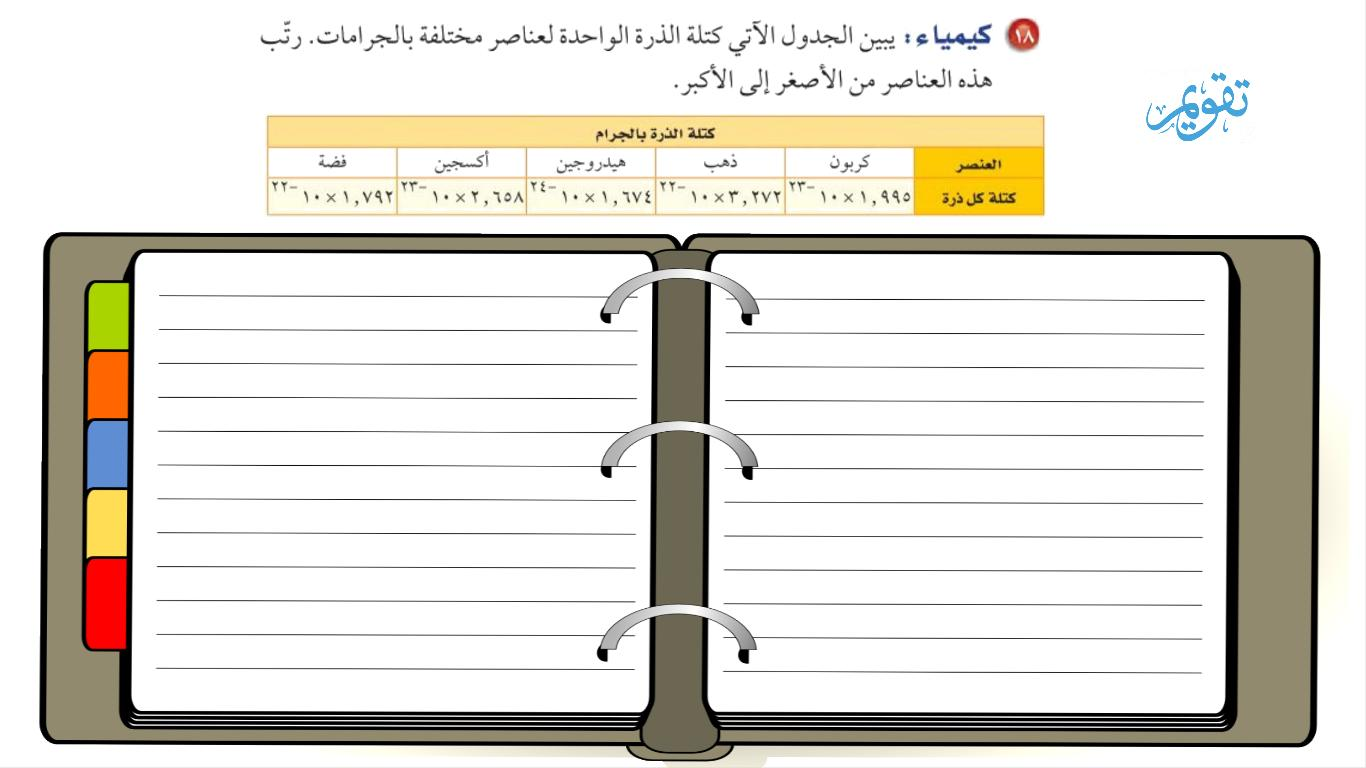 ١٨ كيمياء: يبين الجدول الآتي كتلة الذرة الواحدة لعناصر مختلفة بالجرامات. رتّب
هذه العناصر من الأصغر إلى الأكبر.
تقويم
كتلة الذرة بالجرام
العنصر كربون ذهب هيدروجين أكسجين فضة
كتلة كل ذرة ١,٩٩٥ × ١٠−٢٣ ٣,٢٧٢ × ١٠−٢٢ ١,٦٧٤ × ١٠−٢٤ ٢,٦٥٨ × ١٠−٢٣ ١,٧٩٢ × ١٠−٢٢